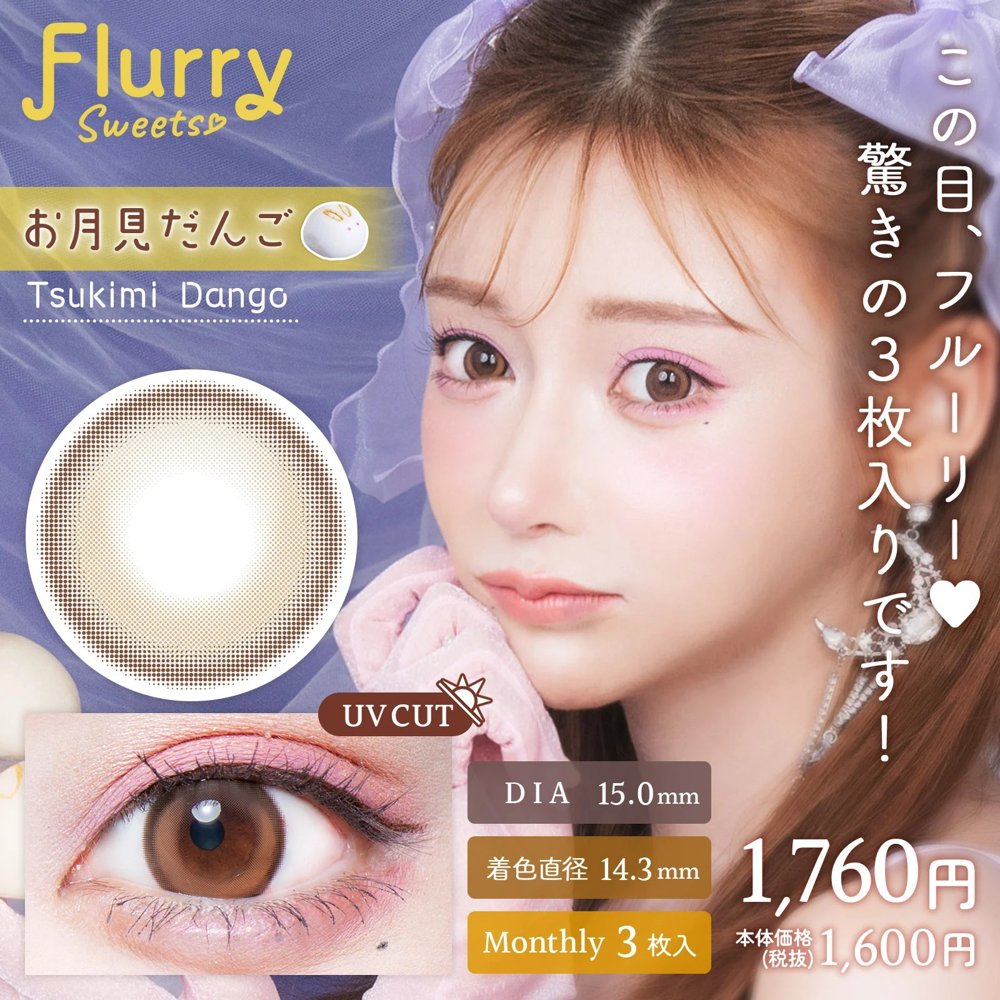 Flurry
Sweets
お月見だんご
Tsukimi Dango
この目、フルーリー♥
驚きの3枚入りです!
UV CUT
DIA 15.0mm
着色直径 14.3mm
Monthly 3枚入
1,760円
本体価格
(税抜) 1,600円